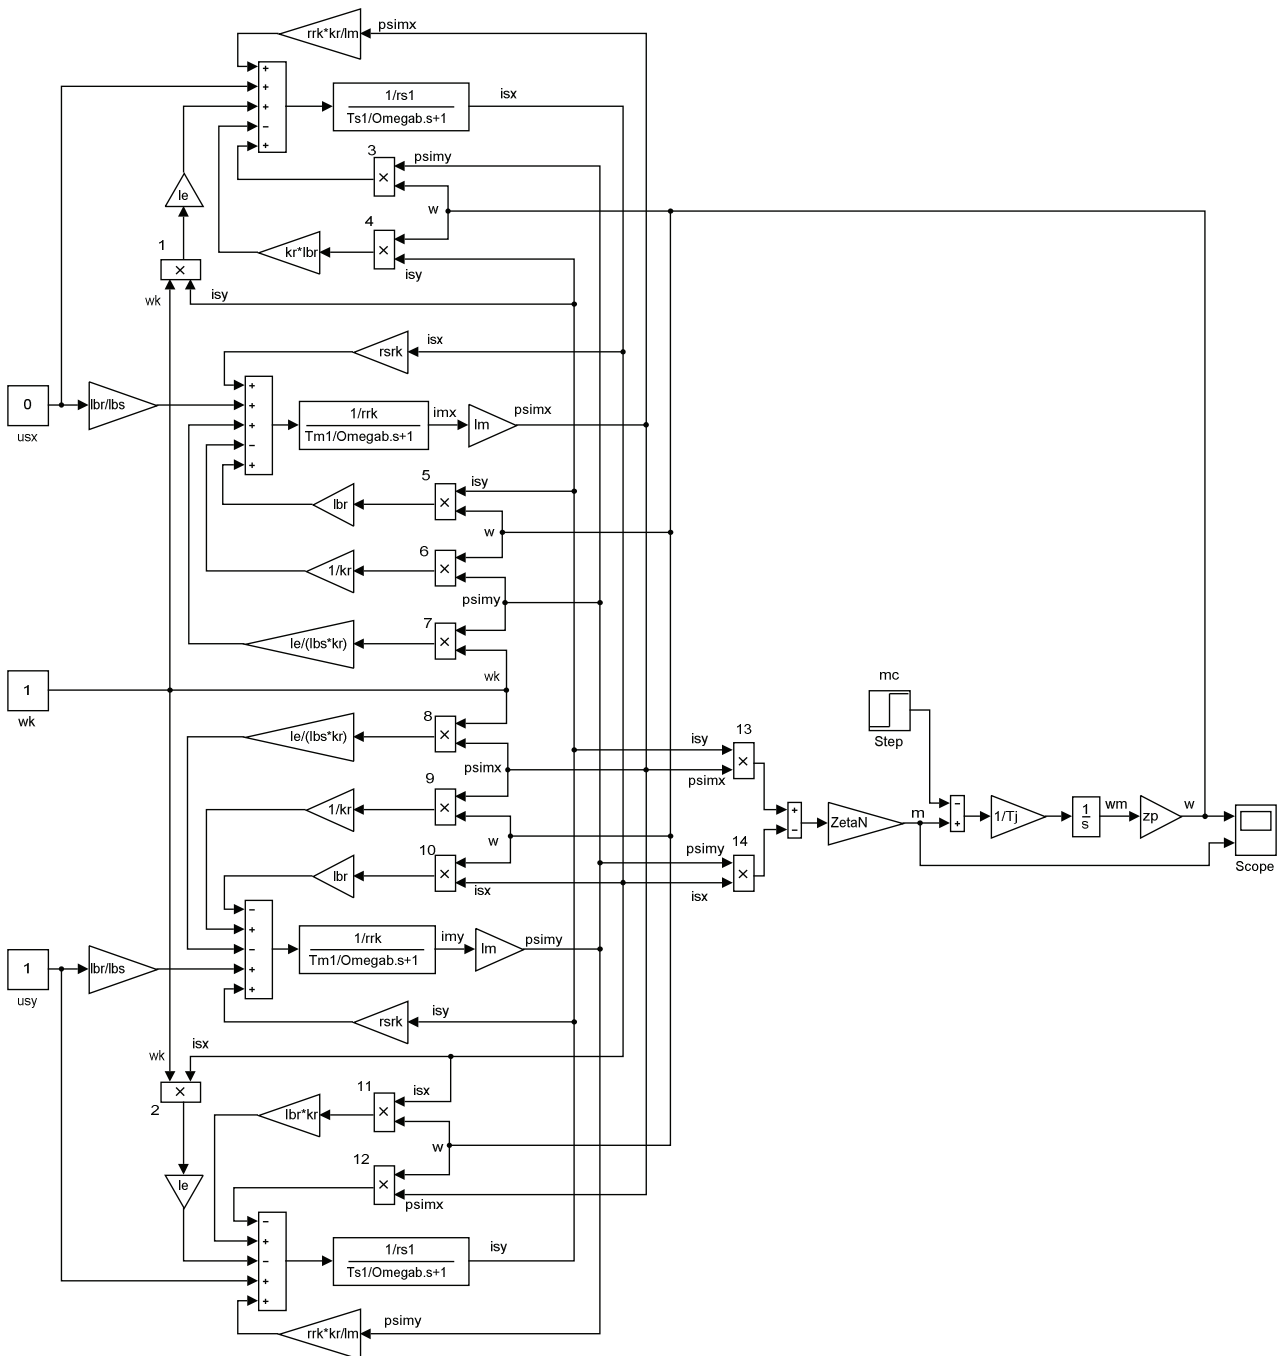 rrk*kr/lm
psimx
+
+
+
−
+
1/rs1
Ts1/Omegab.s+1
isx
3
×
psimy
le
w
4
×
kr*lbr
isy
1
×
wk
isy
rsrk
isx
0
usx
lbr/lbs
+
+
+
−
+
1/rrk
Tm1/Omegab.s+1
imx
lm
psimx
5
×
isy
lbr
w
6
×
1/kr
psimy
7
×
le/(lbs*kr)
wk
1
wk
mc
Step
8
×
le/(lbs*kr)
psimx
isy
13
×
psimx
9
×
1/kr
w
10
×
lbr
isx
psimy
14
×
isx
+
−
ZetaN
m
−
+
1/Tj
1
s
wm
zp
w
Scope
−
+
−
+
+
1/rrk
Tm1/Omegab.s+1
imy
lm
psimy
1
usy
lbr/lbs
rsrk
isy
wk
isx
×
2
11
×
isx
lbr*kr
w
12
×
psimx
le
−
+
−
+
+
1/rs1
Ts1/Omegab.s+1
isy
rrk*kr/lm
psimy